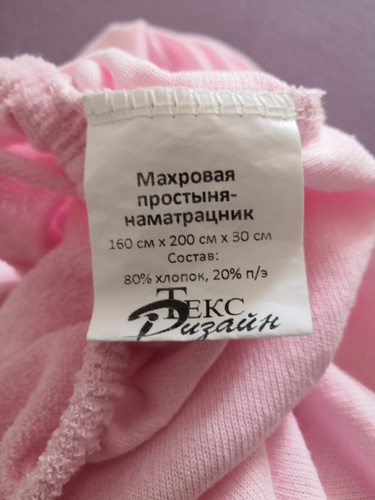 Махровая
простыня-
наматрацник
160 см х 200 см х 30 см
Состав:
80% хлопок, 20% п/э
ТЕКС
Дизайн